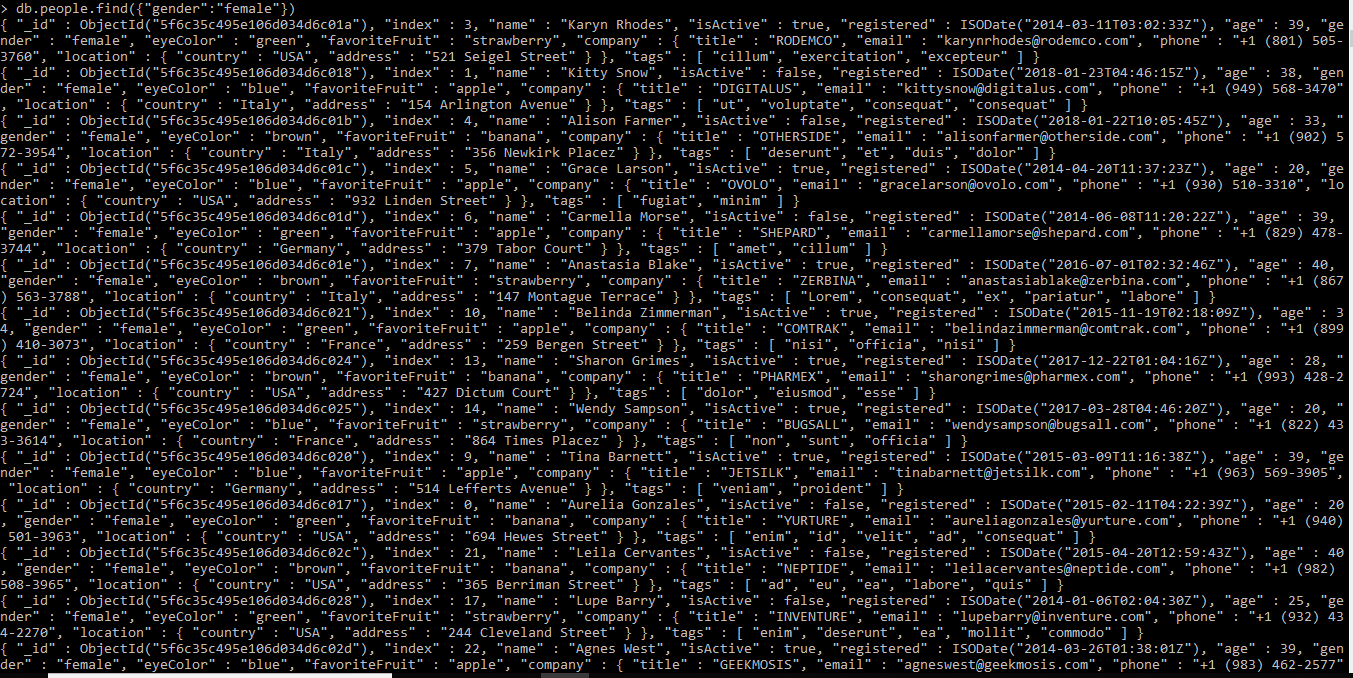 > db.people.find({"gender":"female"})
{ "_id" : ObjectId("5f6c35c495e106d034d6c01a"), "index" : 3, "name" : "Karyn Rhodes", "isActive" : true, "registered" : ISODate("2014-03-11T03:02:33Z"), "age" : 39, "ge
nder" : "female", "eyeColor" : "green", "favoriteFruit" : "strawberry", "company" : { "title" : "RODEMCO", "email" : "karynrhodes@rodemco.com", "phone" : "+1 (801) 505-
3760", "location" : { "country" : "USA", "address" : "521 Seigel Street" } }, "tags" : [ "cillum", "exercitation", "excepteur" ] }
{ "_id" : ObjectId("5f6c35c495e106d034d6c018"), "index" : 1, "name" : "Kitty Snow", "isActive" : false, "registered" : ISODate("2018-01-23T04:46:15Z"), "age" : 38, "gen
der" : "female", "eyeColor" : "blue", "favoriteFruit" : "apple", "company" : { "title" : "DIGITALUS", "email" : "kittysnow@digitalus.com", "phone" : "+1 (949) 568-3470"
, "location" : { "country" : "Italy", "address" : "154 Arlington Avenue" } }, "tags" : [ "ut", "voluptate", "consequat", "consequat" ] }
{ "_id" : ObjectId("5f6c35c495e106d034d6c01b"), "index" : 4, "name" : "Alison Farmer", "isActive" : false, "registered" : ISODate("2018-01-22T10:05:45Z"), "age" : 33, "
gender" : "female", "eyeColor" : "brown", "favoriteFruit" : "banana", "company" : { "title" : "OTHERSIDE", "email" : "alisonfarmer@otherside.com", "phone" : "+1 (902) 5
72-3954", "location" : { "country" : "Italy", "address" : "356 Newkirk Placez" } }, "tags" : [ "deserunt", "et", "duis", "dolor" ] }
{ "_id" : ObjectId("5f6c35c495e106d034d6c01c"), "index" : 5, "name" : "Grace Larson", "isActive" : true, "registered" : ISODate("2014-04-20T11:37:23Z"), "age" : 20, "ge
nder" : "female", "eyeColor" : "blue", "favoriteFruit" : "apple", "company" : { "title" : "OVOLO", "email" : "gracelarson@ovolo.com", "phone" : "+1 (930) 510-3310", "lo
cation" : { "country" : "USA", "address" : "932 Linden Street" } }, "tags" : [ "fugiat", "minim" ] }
{ "_id" : ObjectId("5f6c35c495e106d034d6c01d"), "index" : 6, "name" : "Carmella Morse", "isActive" : false, "registered" : ISODate("2014-06-08T11:20:22Z"), "age" : 39,
"gender" : "female", "eyeColor" : "green", "favoriteFruit" : "apple", "company" : { "title" : "SHEPARD", "email" : "carmellamorse@shepard.com", "phone" : "+1 (829) 478-
3744", "location" : { "country" : "Germany", "address" : "379 Tabor Court" } }, "tags" : [ "amet", "cillum" ] }
{ "_id" : ObjectId("5f6c35c495e106d034d6c01e"), "index" : 7, "name" : "Anastasia Blake", "isActive" : true, "registered" : ISODate("2016-07-01T02:32:46Z"), "age" : 40,
"gender" : "female", "eyeColor" : "brown", "favoriteFruit" : "strawberry", "company" : { "title" : "ZERBINA", "email" : "anastasiablake@zerbina.com", "phone" : "+1 (867
) 563-3788", "location" : { "country" : "Italy", "address" : "147 Montague Terrace" } }, "tags" : [ "Lorem", "consequat", "ex", "pariatur", "labore" ] }
{ "_id" : ObjectId("5f6c35c495e106d034d6c021"), "index" : 10, "name" : "Belinda Zimmerman", "isActive" : true, "registered" : ISODate("2015-11-19T02:18:09Z"), "age" : 3
4, "gender" : "female", "eyeColor" : "green", "favoriteFruit" : "apple", "company" : { "title" : "COMTRAK", "email" : "belindazimmerman@comtrak.com", "phone" : "+1 (899
) 410-3073", "location" : { "country" : "France", "address" : "259 Bergen Street" } }, "tags" : [ "nisi", "officia", "nisi" ] }
{ "_id" : ObjectId("5f6c35c495e106d034d6c024"), "index" : 13, "name" : "Sharon Grimes", "isActive" : true, "registered" : ISODate("2017-12-22T01:04:16Z"), "age" : 28, "
gender" : "female", "eyeColor" : "brown", "favoriteFruit" : "banana", "company" : { "title" : "PHARMEX", "email" : "sharongrimes@pharmex.com", "phone" : "+1 (993) 428-2
724", "location" : { "country" : "USA", "address" : "427 Dictum Court" } }, "tags" : [ "dolor", "eiusmod", "esse" ] }
{ "_id" : ObjectId("5f6c35c495e106d034d6c025"), "index" : 14, "name" : "Wendy Sampson", "isActive" : true, "registered" : ISODate("2017-03-28T04:46:20Z"), "age" : 20, "
gender" : "female", "eyeColor" : "blue", "favoriteFruit" : "strawberry", "company" : { "title" : "BUGSALL", "email" : "wendysampson@bugsall.com", "phone" : "+1 (822) 43
3-3614", "location" : { "country" : "France", "address" : "864 Times Placez" } }, "tags" : [ "non", "sunt", "officia" ] }
{ "_id" : ObjectId("5f6c35c495e106d034d6c020"), "index" : 9, "name" : "Tina Barnett", "isActive" : true, "registered" : ISODate("2015-03-09T11:16:38Z"), "age" : 39, "ge
nder" : "female", "eyeColor" : "blue", "favoriteFruit" : "apple", "company" : { "title" : "JETSILK", "email" : "tinabarnett@jetsilk.com", "phone" : "+1 (963) 569-3905",
"location" : { "country" : "Germany", "address" : "514 Lefferts Avenue" } }, "tags" : [ "veniam", "proident" ] }
{ "_id" : ObjectId("5f6c35c495e106d034d6c017"), "index" : 0, "name" : "Aurelia Gonzales", "isActive" : false, "registered" : ISODate("2015-02-11T04:22:39Z"), "age" : 20
, "gender" : "female", "eyeColor" : "green", "favoriteFruit" : "banana", "company" : { "title" : "YURTURE", "email" : "aureliagonzales@yurture.com", "phone" : "+1 (940)
501-3963", "location" : { "country" : "USA", "address" : "694 Hewes Street" } }, "tags" : [ "enim", "id", "velit", "ad", "consequat" ] }
{ "_id" : ObjectId("5f6c35c495e106d034d6c02c"), "index" : 21, "name" : "Leila Cervantes", "isActive" : false, "registered" : ISODate("2015-04-20T12:59:43Z"), "age" : 40
, "gender" : "female", "eyeColor" : "brown", "favoriteFruit" : "banana", "company" : { "title" : "NEPTIDE", "email" : "leilacervantes@neptide.com", "phone" : "+1 (982)
508-3965", "location" : { "country" : "USA", "address" : "365 Berriman Street" } }, "tags" : [ "ad", "eu", "ea", "labore", "quis" ] }
{ "_id" : ObjectId("5f6c35c495e106d034d6c028"), "index" : 17, "name" : "Lupe Barry", "isActive" : false, "registered" : ISODate("2014-01-06T02:04:30Z"), "age" : 25, "ge
nder" : "female", "eyeColor" : "green", "favoriteFruit" : "strawberry", "company" : { "title" : "INVENTURE", "email" : "lupebarry@inventure.com", "phone" : "+1 (932) 43
4-2270", "location" : { "country" : "USA", "address" : "244 Cleveland Street" } }, "tags" : [ "enim", "deserunt", "ea", "mollit", "commodo" ] }
{ "_id" : ObjectId("5f6c35c495e106d034d6c02d"), "index" : 22, "name" : "Agnes West", "isActive" : true, "registered" : ISODate("2014-03-26T01:38:01Z"), "age" : 39, "gen
der" : "female", "eyeColor" : "blue", "favoriteFruit" : "apple", "company" : { "title" : "GEEKMOSIS", "email" : "agneswest@geekmosis.com", "phone" : "+1 (983) 462-2577"